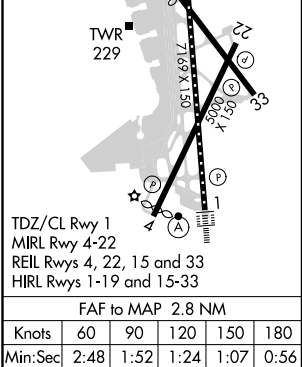 TWR
229
7169 X 150
22
P
P
5000
X 150
33
P
P
A
4
1
TDZ/CL Rwy 1
MIRL Rwy 4-22
REIL Rwys 4, 22, 15 and 33
HIRL Rwys 1-19 and 15-33
FAF to MAP 2.8 NM
Knots 60 90 120 150 180
Min:Sec 2:48 1:52 1:24 1:07 0:56